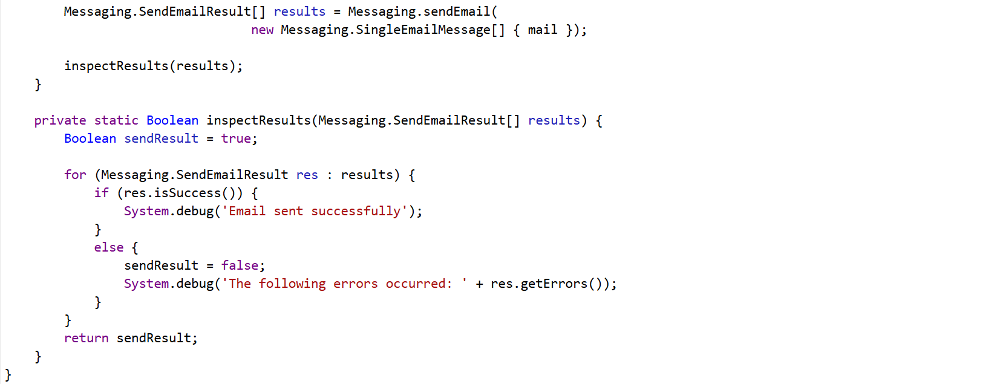 Messaging.SendEmailResult[] results = Messaging.sendEmail(
new Messaging.SingleEmailMessage[] { mail });
inspectResults(results);
}
private static Boolean inspectResults(Messaging.SendEmailResult[] results) {
Boolean sendResult = true;
for (Messaging.SendEmailResult res : results) {
if (res.isSuccess()) {
System.debug('Email sent successfully');
}
else {
sendResult = false;
System.debug('The following errors occurred: ' + res.getErrors());
}
}
return sendResult;
}
}